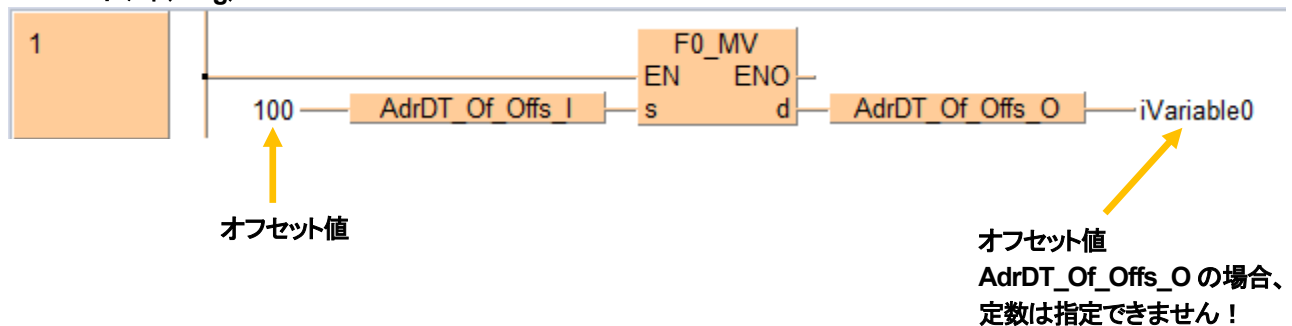 1
F0_MV
EN ENO
100 AdrDT_Of_Offs_I s d AdrDT_Of_Offs_O iVariable0
オフセット値
オフセット値
AdrDT_Of_Offs_O の場合、
定数は指定できません！